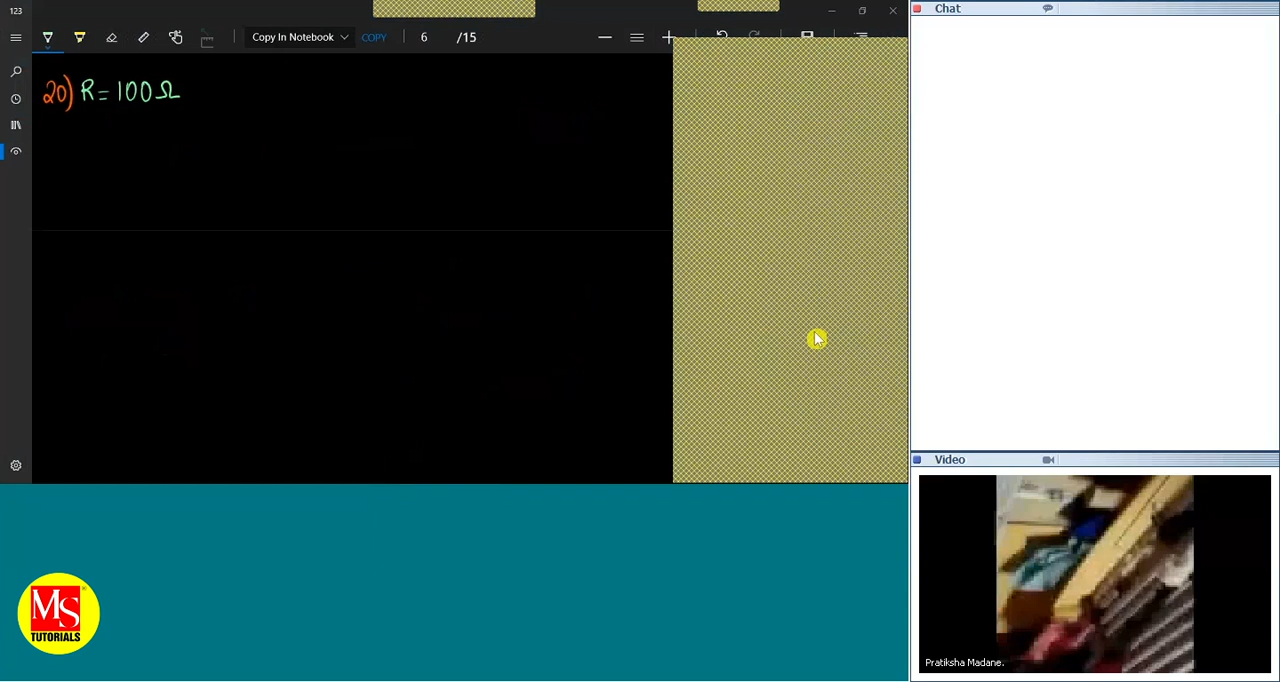 123
Copy In Notebook
COPY
6
/15
20) R = 100 Ω
Chat
Video
Pratiksha Madane.
MS
TUTORIALS